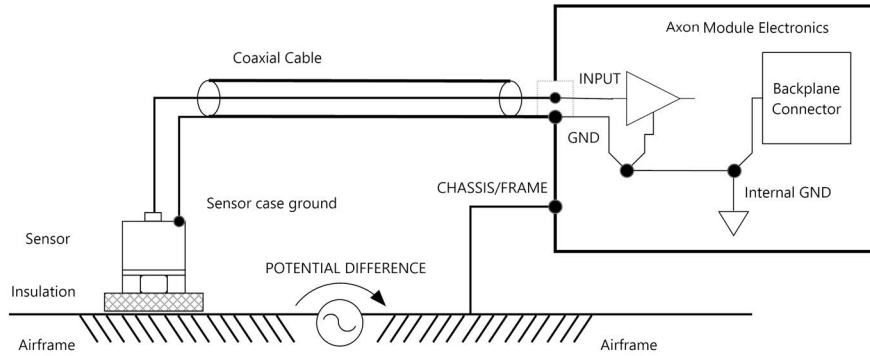 Axon Module Electronics
Coaxial Cable
INPUT
Backplane
Connector
GND
CHASSIS/FRAME
Internal GND
Sensor case ground
Sensor
POTENTIAL DIFFERENCE
Insulation
Airframe
Airframe